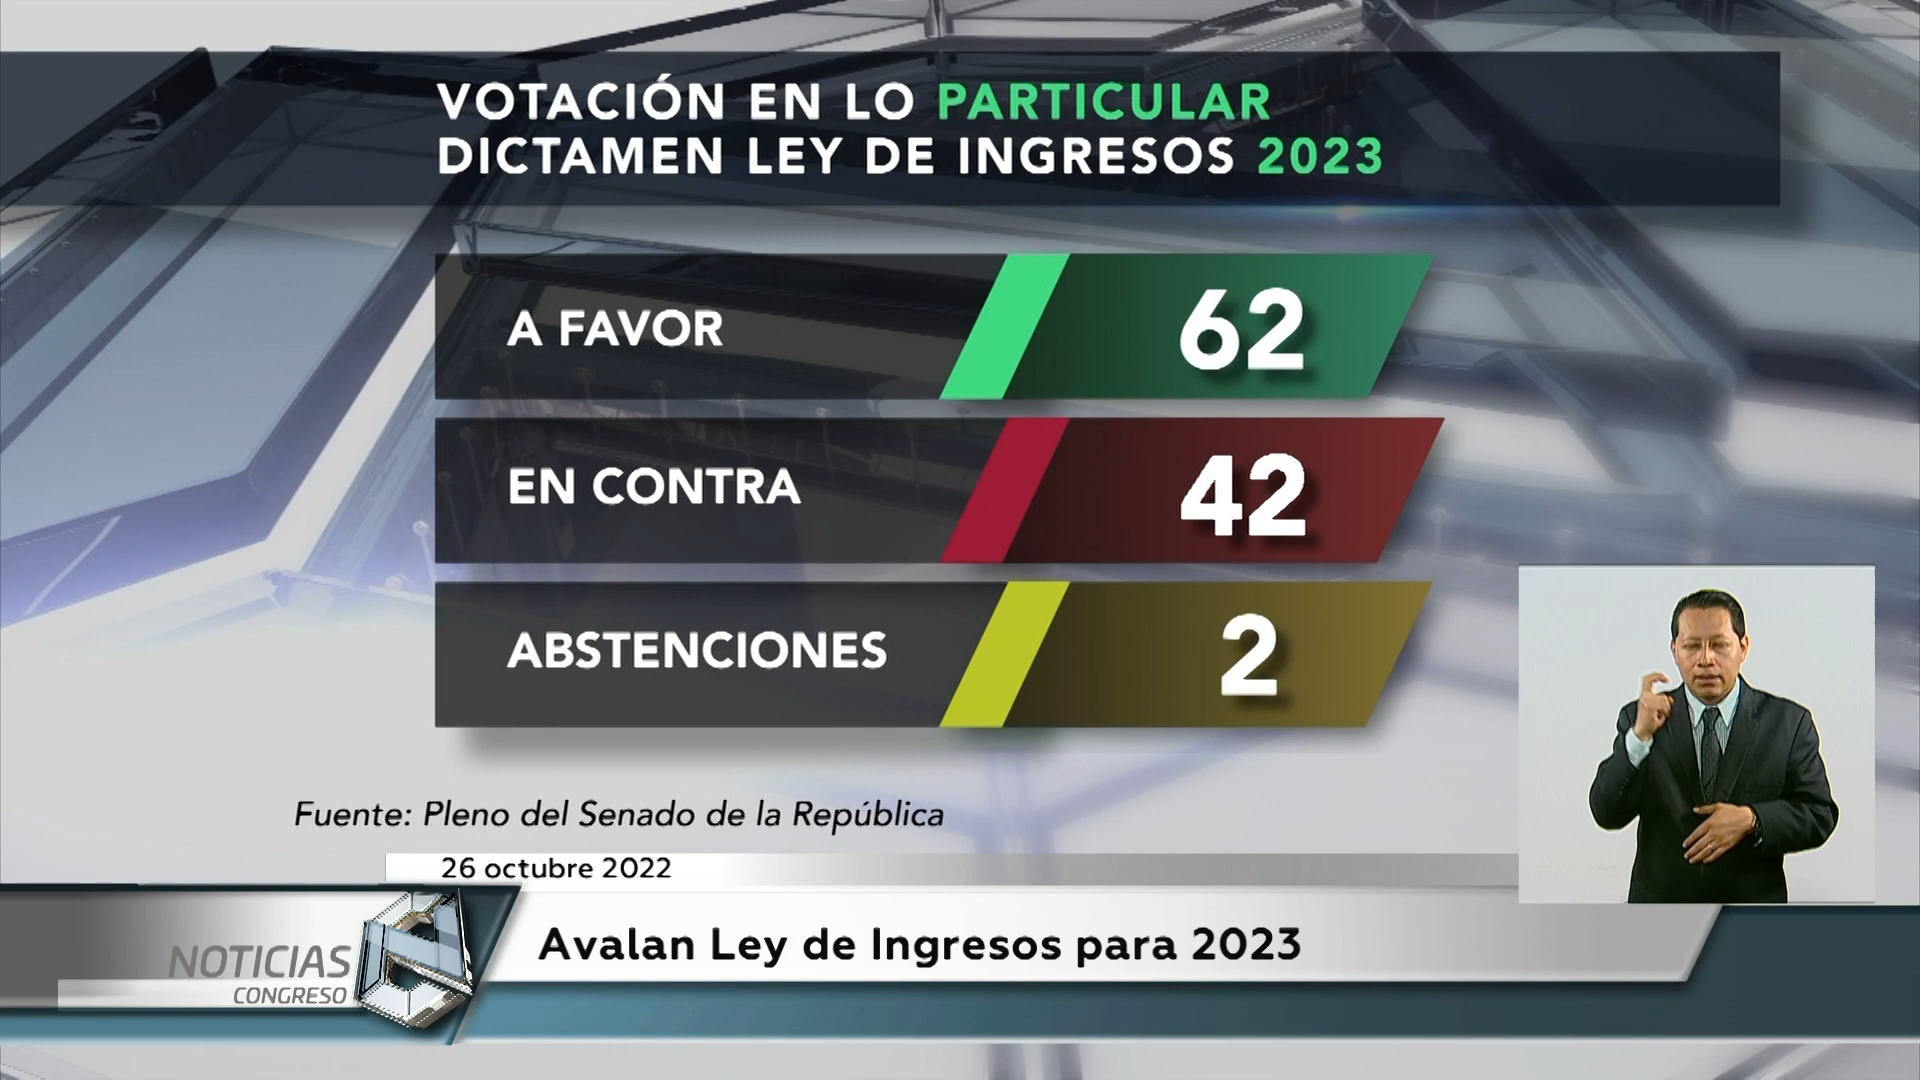 VOTACIÓN EN LO PARTICULAR
DICTAMEN LEY DE INGRESOS 2023
A FAVOR 62
EN CONTRA 42
ABSTENCIONES 2
Fuente: Pleno del Senado de la República
26 octubre 2022
Avalan Ley de Ingresos para 2023
NOTICIAS
CONGRESO